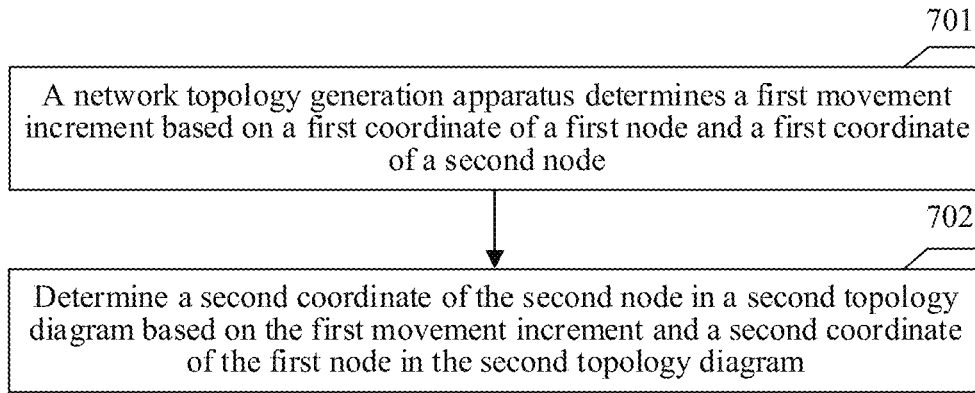 701
A network topology generation apparatus determines a first movement
increment based on a first coordinate of a first node and a first coordinate
of a second node
702
Determine a second coordinate of the second node in a second topology
diagram based on the first movement increment and a second coordinate
of the first node in the second topology diagram